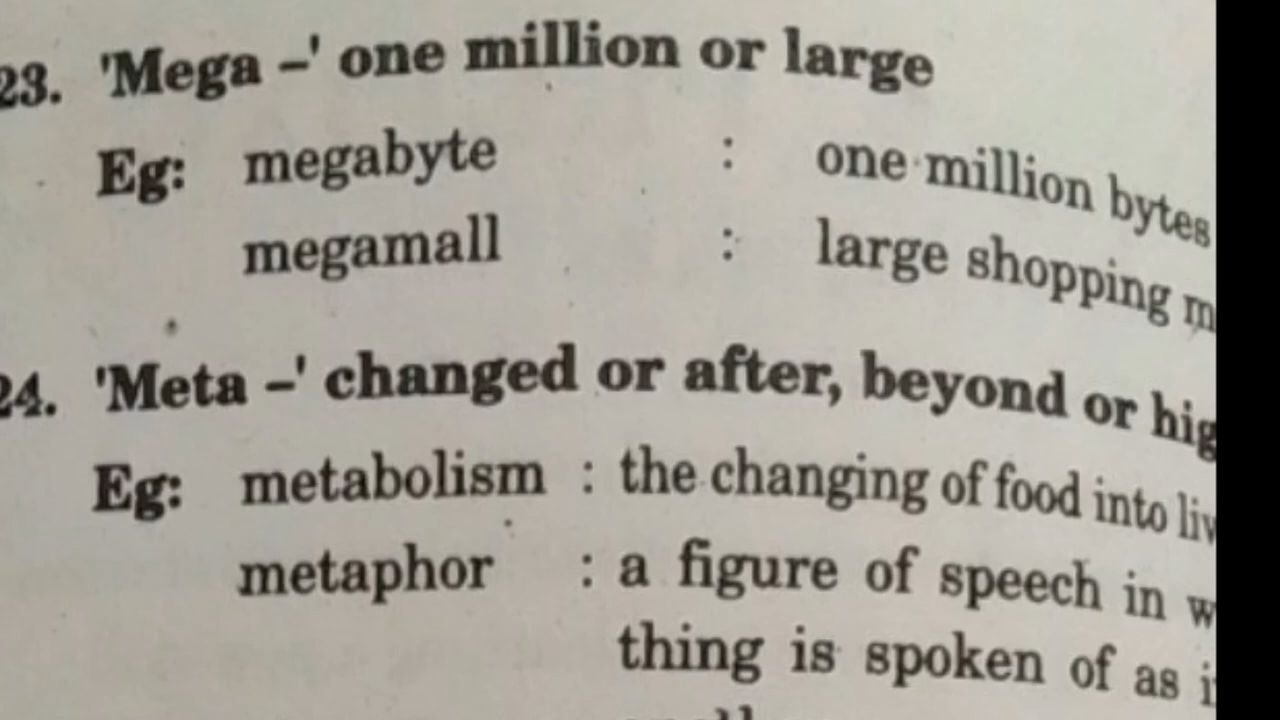 23. 'Mega –' one million or large
Eg: megabyte : one million bytes
megamall : large shopping
24. 'Meta –' changed or after, beyond or
Eg: metabolism : the changing of food into
metaphor : a figure of speech in
thing is spoken of as